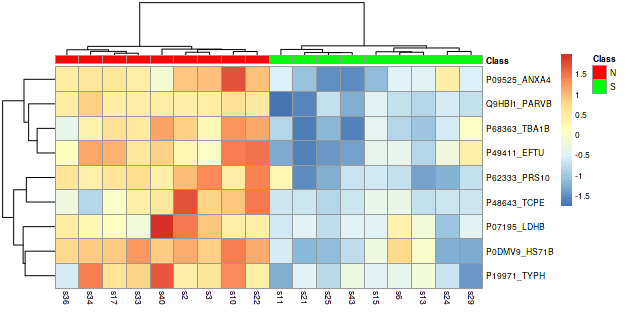 Class
P09525_ANXA4
Q9HBI1_PARVB
P68363_TBA1B
P49411_EFTU
P62333_PRS10
P48643_TCPE
P07195_LDHB
P0DMV9_HS71B
P19971_TYPH
s36 s34 s17 s33 s40 s2 s3 s10 s22 s11 s21 s25 s43 s15 s6 s13 s24 s29
1.5
1
0.5
0
-0.5
-1
-1.5
Class
N
S